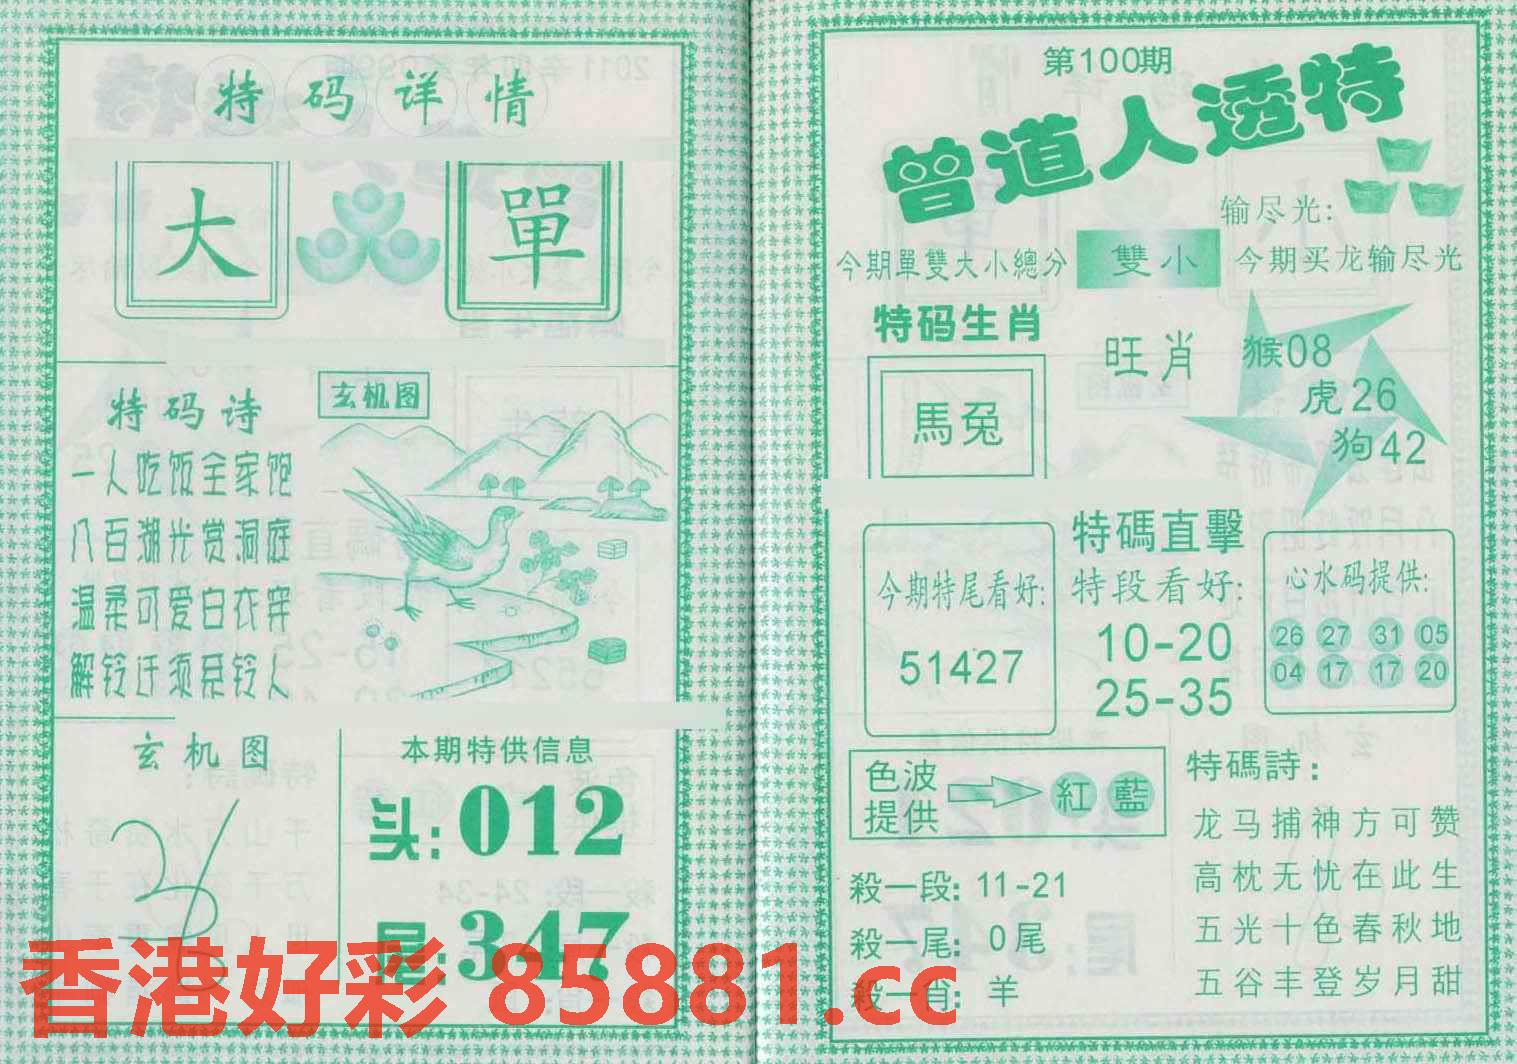 特码详情
大 單
特码诗
一人吃饭全家饱
八百湖光赏洞庭
温柔可爱白衣穿
解铃还须系铃人
玄机图
玄机图
本期特供信息
头:012
尾:347
第100期
曾道人透特
输尽光:
今期單雙大小總分 雙小 今期买龙输尽光
特码生肖
馬兔
旺肖
猴08
虎26
狗42
今期特尾看好:
51427
特碼直擊
特段看好:
10-20
25-35
心水码提供:
26 27 31 05
04 17 17 20
色波
提供
紅 藍
殺一段: 11-21
殺一尾: 0尾
殺一肖: 羊
特碼詩:
龙马捕神方可赞
高枕无忧在此生
五光十色春秋地
五谷丰登岁月甜
香港好彩 85881.cc